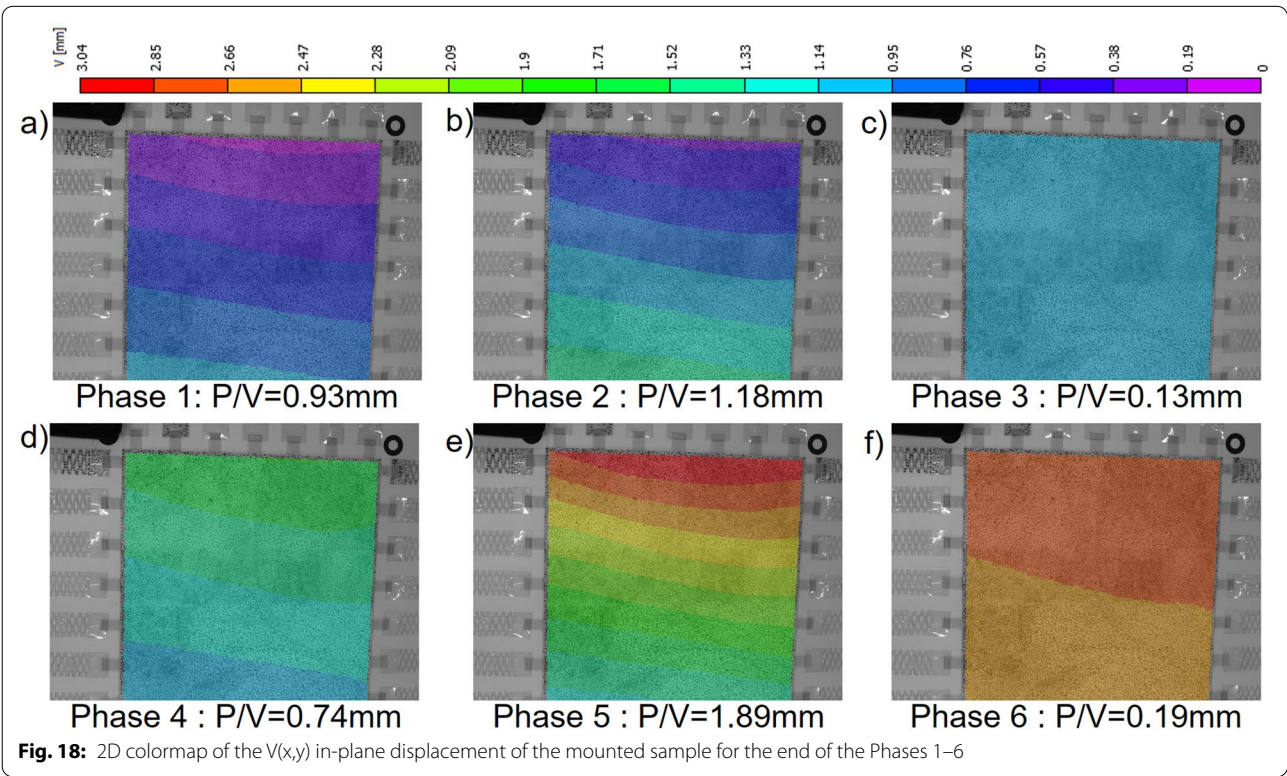 V [mm]
3.04 2.85 2.66 2.47 2.28 2.09 1.9 1.71 1.52 1.33 1.14 0.95 0.76 0.57 0.38 0.19 0
a) b) c)
Phase 1: P/V=0.93mm Phase 2 : P/V=1.18mm Phase 3 : P/V=0.13mm
d) e) f)
Phase 4 : P/V=0.74mm Phase 5 : P/V=1.89mm Phase 6 : P/V=0.19mm
Fig. 18: 2D colormap of the V(x,y) in-plane displacement of the mounted sample for the end of the Phases 1–6